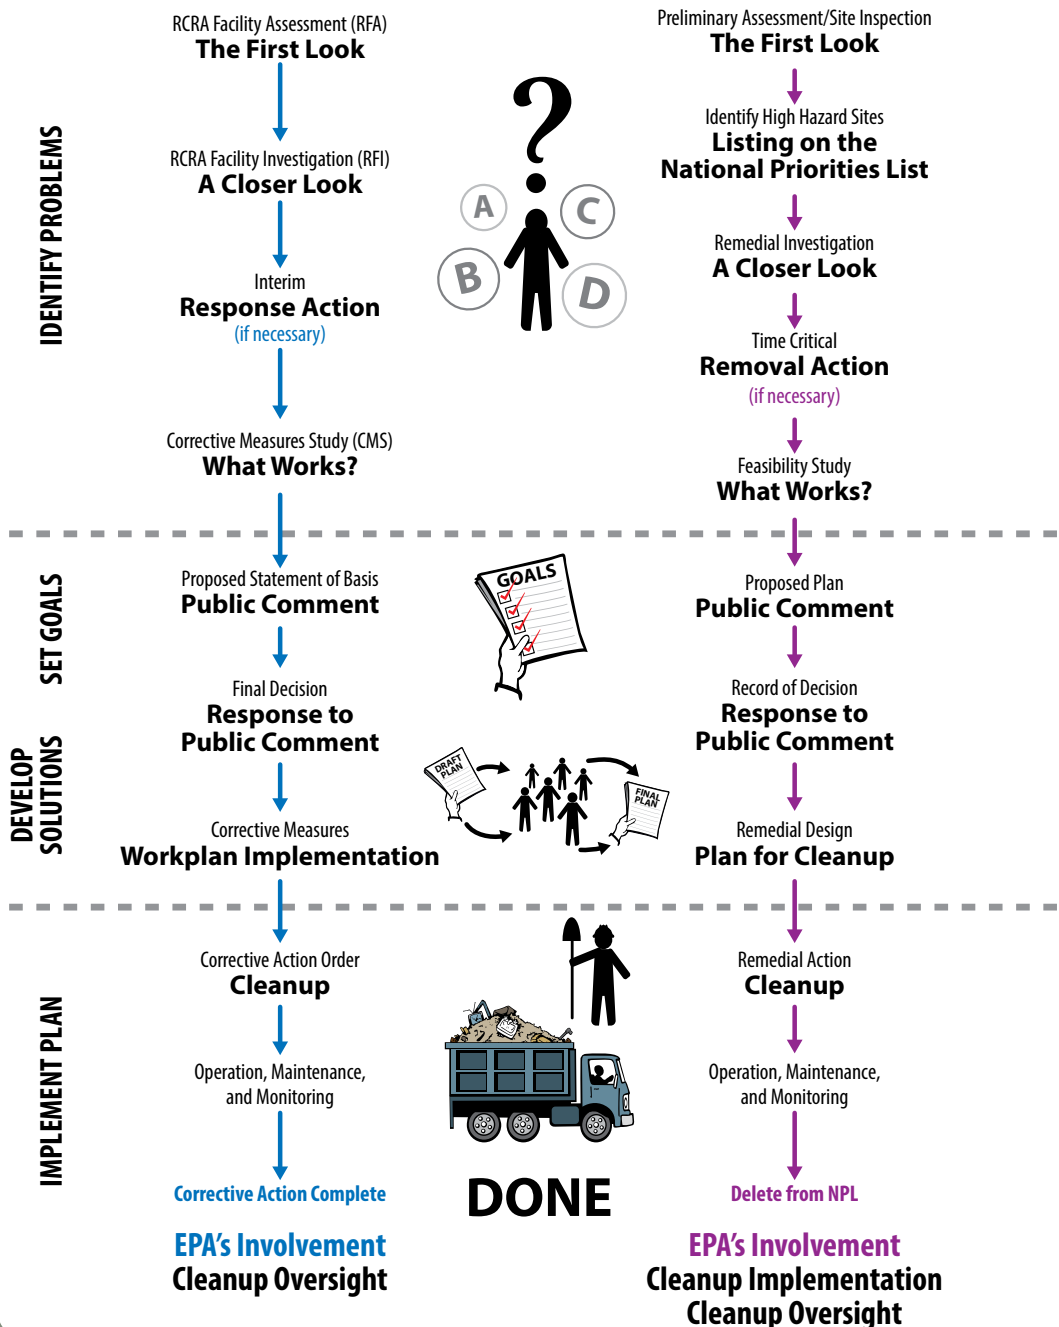 RCRA Facility Assessment (RFA)
The First Look
RCRA Facility Investigation (RFI)
A Closer Look
Interim
Response Action
(if necessary)
Corrective Measures Study (CMS)
What Works?
Preliminary Assessment/Site Inspection
The First Look
Identify High Hazard Sites
Listing on the
National Priorities List
Remedial Investigation
A Closer Look
Time Critical
Removal Action
(if necessary)
Feasibility Study
What Works?
IDENTIFY PROBLEMS
?
A
C
B
D
SET GOALS
Proposed Statement of Basis
Public Comment
GOALS
Proposed Plan
Public Comment
DEVELOP
SOLUTIONS
Final Decision
Response to
Public Comment
Corrective Measures
Workplan Implementation
DRAFT
PLAN
FINAL
PLAN
Record of Decision
Response to
Public Comment
Remedial Design
Plan for Cleanup
IMPLEMENT PLAN
Corrective Action Order
Cleanup
Operation, Maintenance,
and Monitoring
Corrective Action Complete
EPA's Involvement
Cleanup Oversight
DONE
Remedial Action
Cleanup
Operation, Maintenance,
and Monitoring
Delete from NPL
EPA's Involvement
Cleanup Implementation
Cleanup Oversight